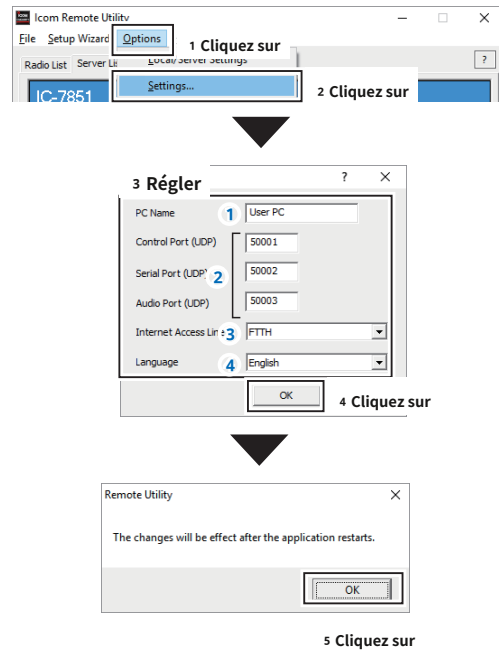 Icom Remote Utility
File Setup Wizard Options
1 Cliquez sur
Radio List Server Li Local/Server Settings ?
IC-7851 Settings...
2 Cliquez sur
3 Régler ?
PC Name 1 User PC
Control Port (UDP) 50001
Serial Port (UDP) 2 50002
Audio Port (UDP) 50003
Internet Access Line 3 FTTH
Language 4 English
OK
4 Cliquez sur
Remote Utility
The changes will be effect after the application restarts.
OK
5 Cliquez sur